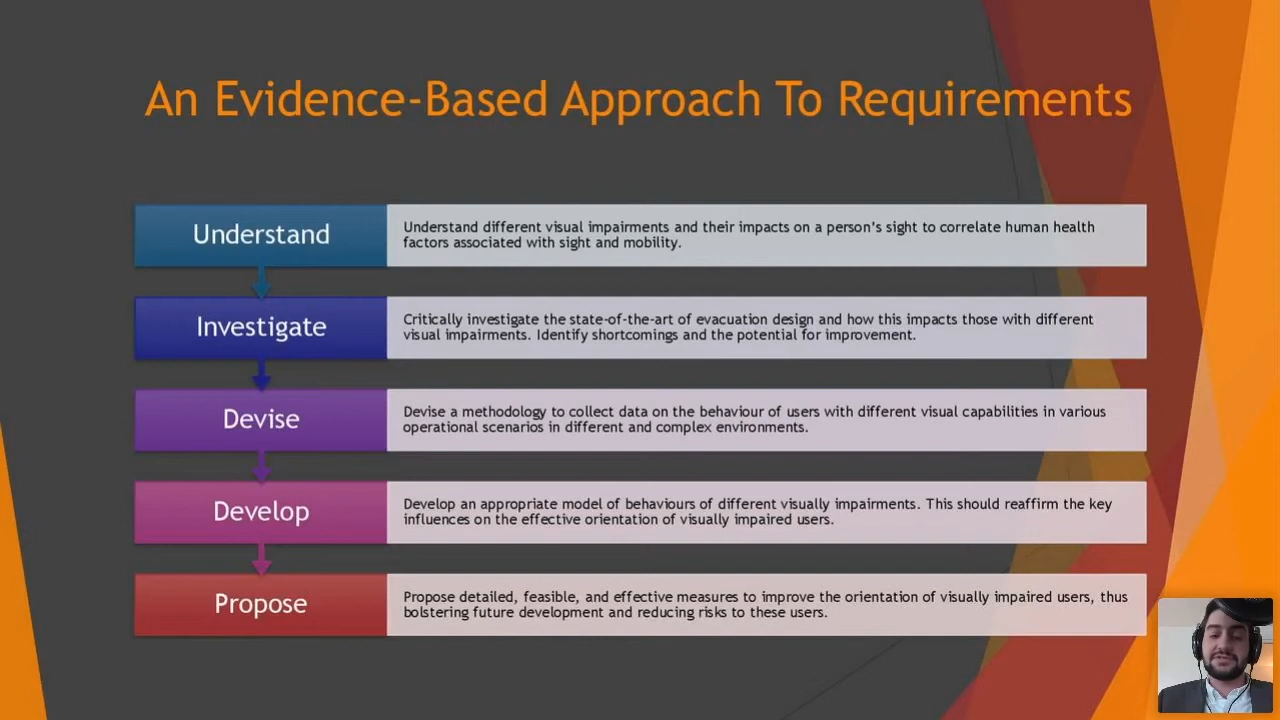 An Evidence-Based Approach To Requirements
Understand
Understand different visual impairments and their impacts on a person's sight to correlate human health
factors associated with sight and mobility.
Investigate
Critically investigate the state-of-the-art of evacuation design and how this impacts those with different
visual impairments. Identify shortcomings and the potential for improvement.
Devise
Devise a methodology to collect data on the behaviour of users with different visual capabilities in various
operational scenarios in different and complex environments.
Develop
Develop an appropriate model of behaviours of different visually impairments. This should reaffirm the key
influences on the effective orientation of visually impaired users.
Propose
Propose detailed, feasible, and effective measures to improve the orientation of visually impaired users, thus
bolstering future development and reducing risks to these users.